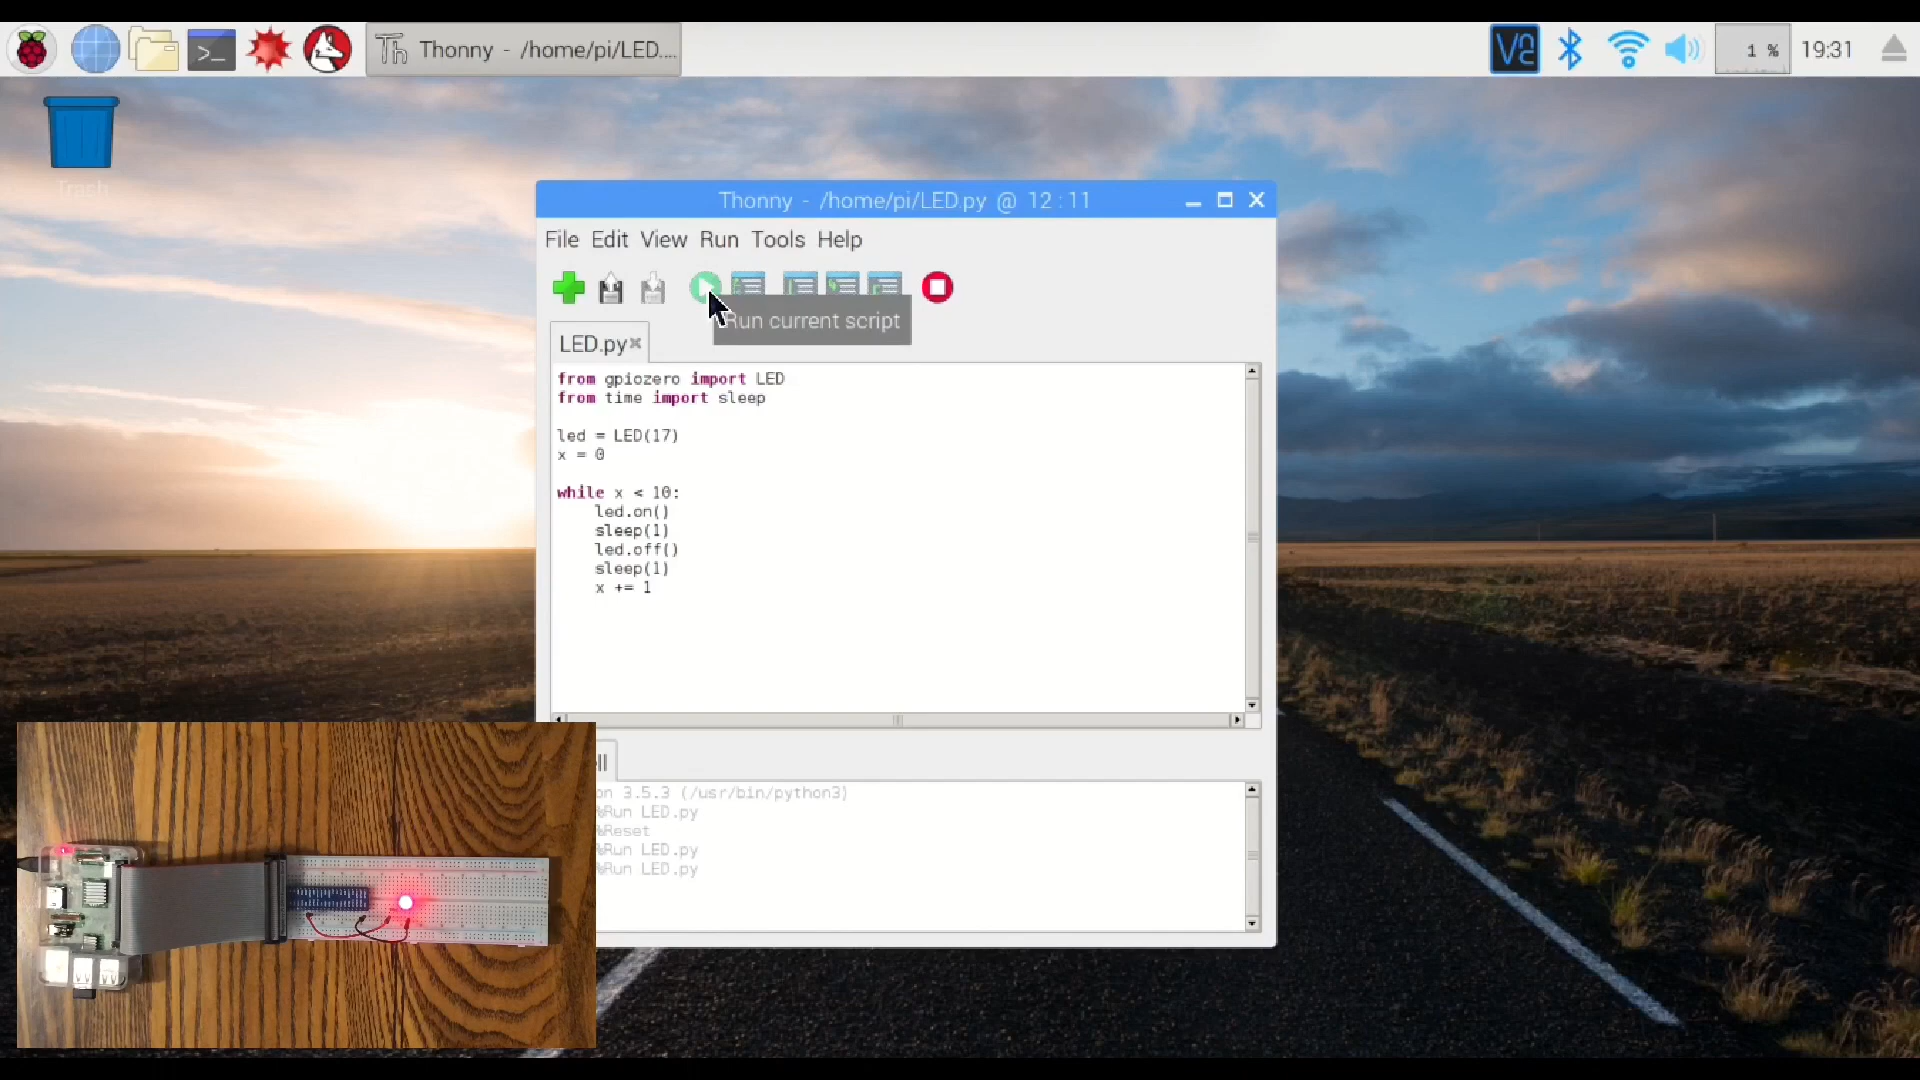 Thonny - /home/pi/LED....
1 %
19:31
Trash
Thonny - /home/pi/LED.py @ 12:11
File Edit View Run Tools Help
Run current script
LED.py
from gpiozero import LED
from time import sleep
led = LED(17)
x = 0
while x < 10:
led.on()
sleep(1)
led.off()
sleep(1)
x += 1
ll
on 3.5.3 (/usr/bin/python3)
%Run LED.py
%Reset
%Run LED.py
%Run LED.py